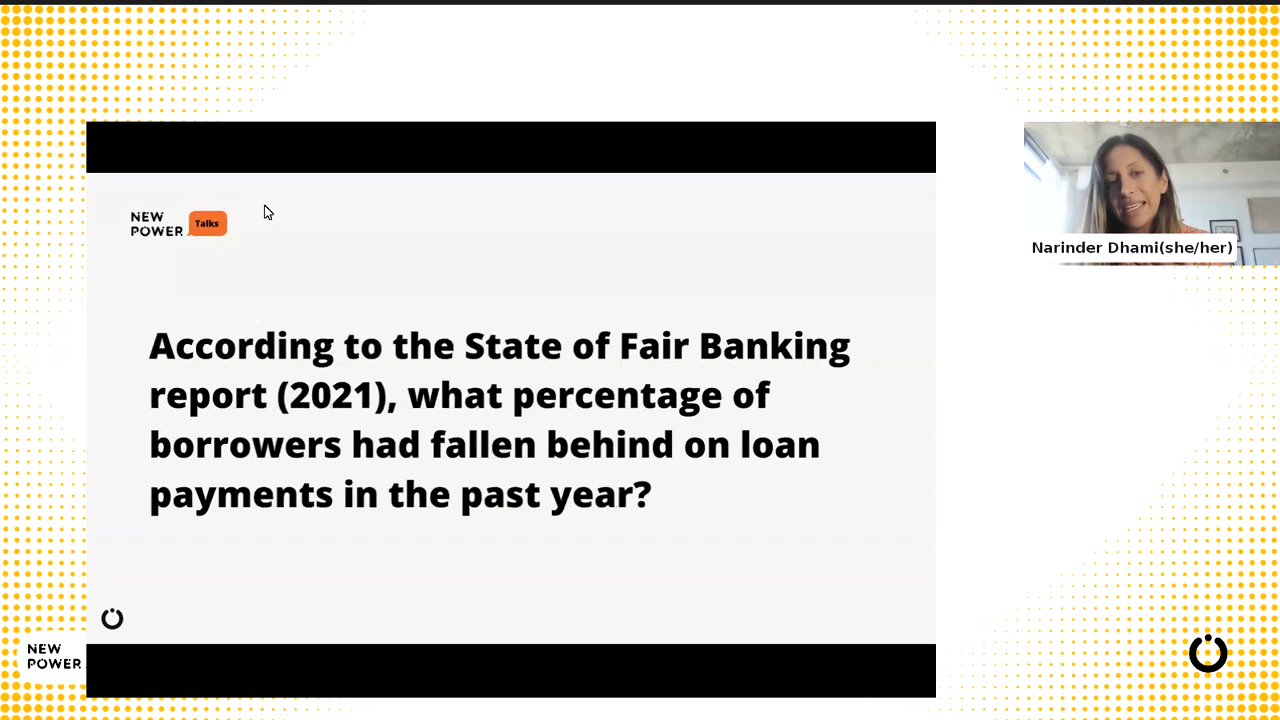 NEW
POWER
Talks
According to the State of Fair Banking
report (2021), what percentage of
borrowers had fallen behind on loan
payments in the past year?
Narinder Dhami(she/her)
NEW
POWER